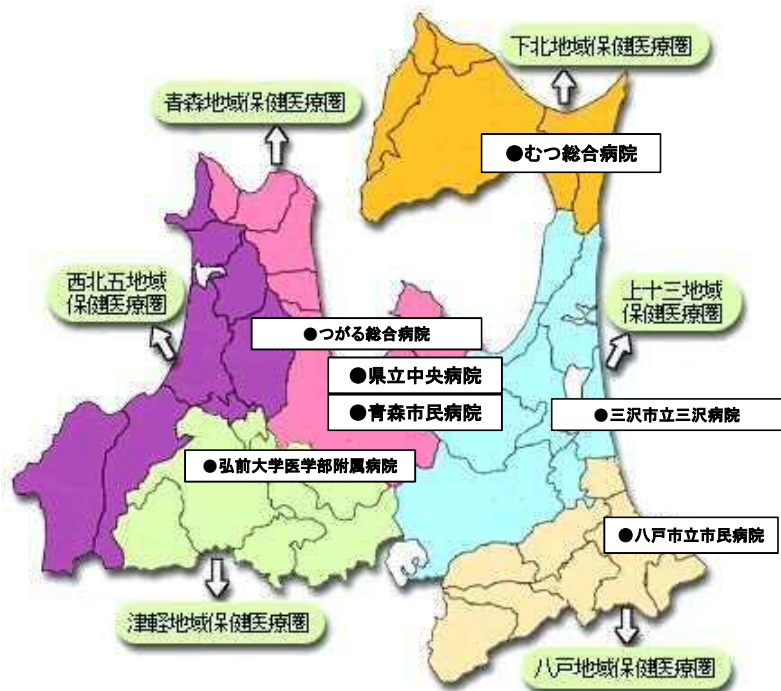 下北地域保健医療圏
青森地域保健医療圏
●むつ総合病院
西北五地域
保健医療圏
上十三地域
保健医療圏
●つがる総合病院
●県立中央病院
●青森市民病院
●三沢市立三沢病院
●弘前大学医学部附属病院
●八戸市立市民病院
津軽地域保健医療圏
八戸地域保健医療圏